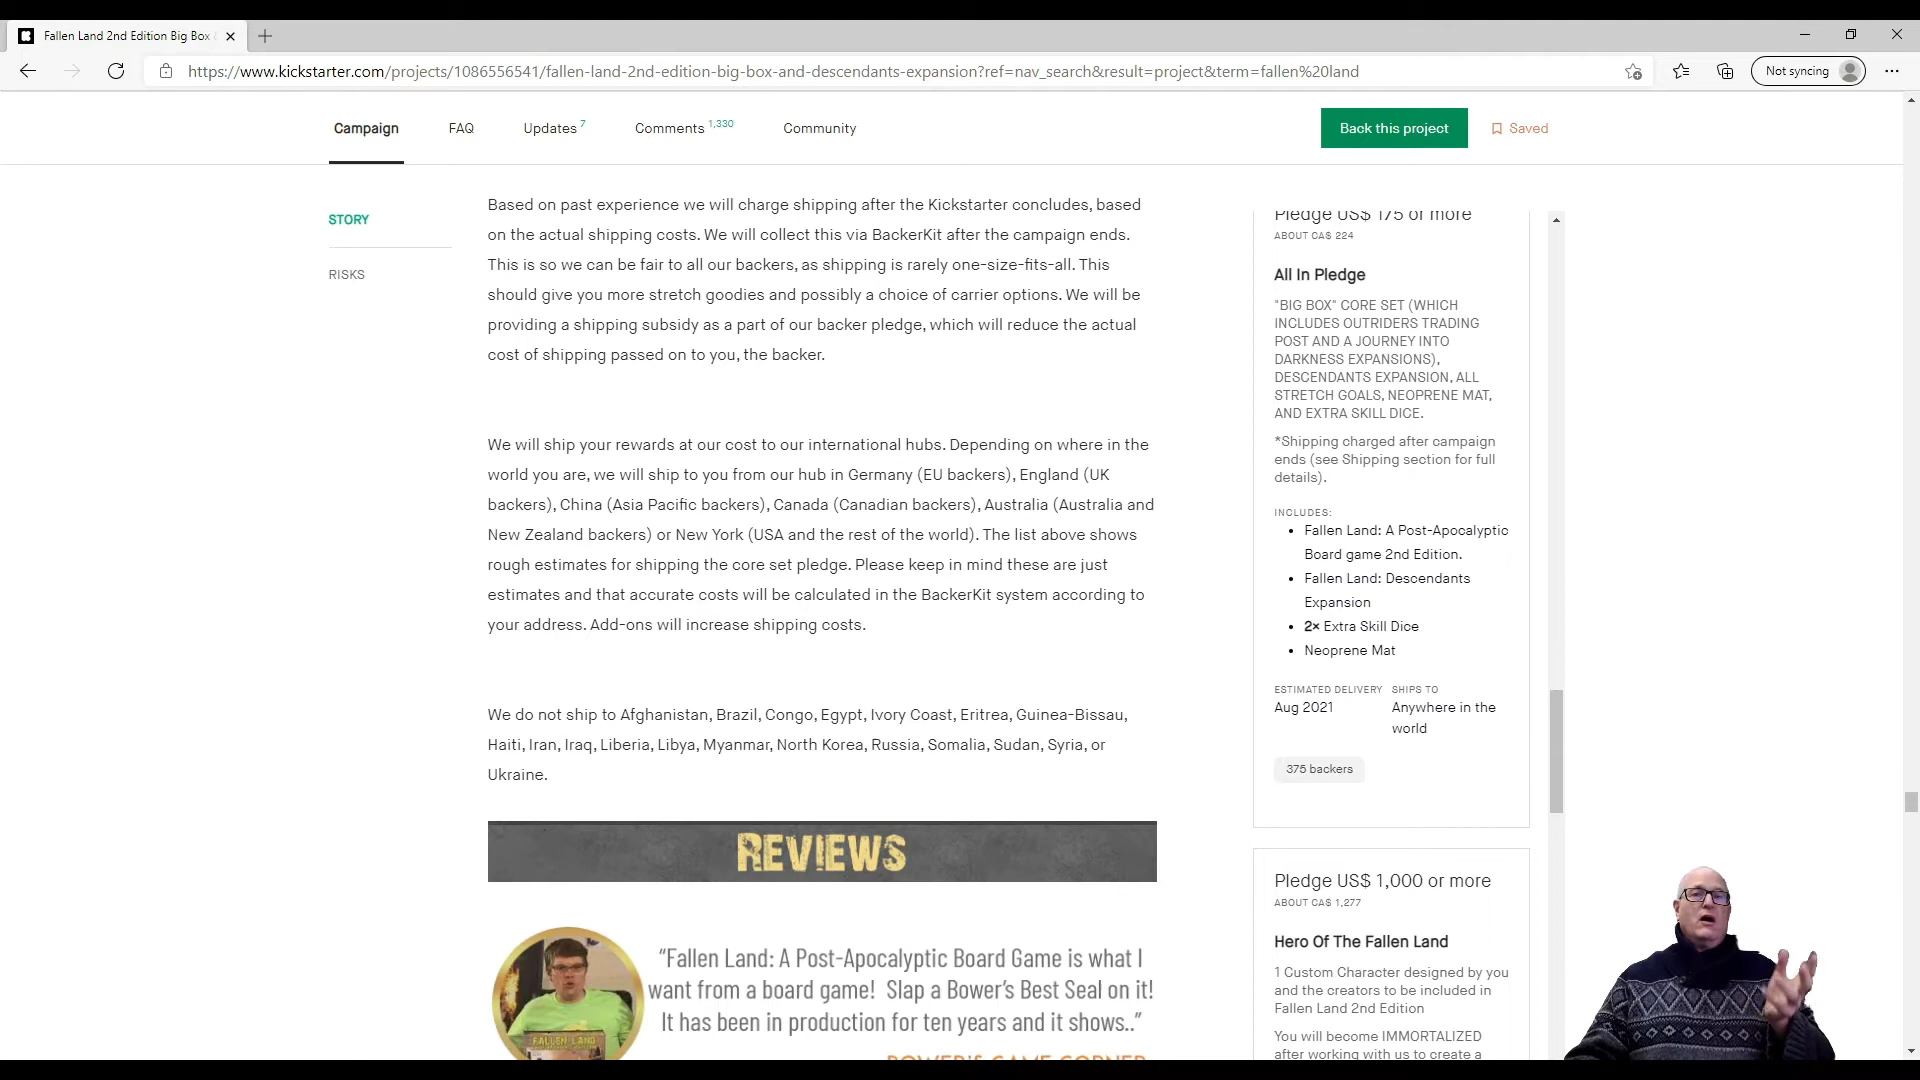 Fallen Land 2nd Edition Big Box
https://www.kickstarter.com/projects/1086556541/fallen-land-2nd-edition-big-box-and-descendants-expansion?ref=nav_search&result=project&term=fallen%20land
Not syncing
Campaign
FAQ
Updates 7
Comments 1,330
Community
Back this project
Saved
STORY
RISKS
Based on past experience we will charge shipping after the Kickstarter concludes, based
on the actual shipping costs. We will collect this via BackerKit after the campaign ends.
This is so we can be fair to all our backers, as shipping is rarely one-size-fits-all. This
should give you more stretch goodies and possibly a choice of carrier options. We will be
providing a shipping subsidy as a part of our backer pledge, which will reduce the actual
cost of shipping passed on to you, the backer.
We will ship your rewards at our cost to our international hubs. Depending on where in the
world you are, we will ship to you from our hub in Germany (EU backers), England (UK
backers), China (Asia Pacific backers), Canada (Canadian backers), Australia (Australia and
New Zealand backers) or New York (USA and the rest of the world). The list above shows
rough estimates for shipping the core set pledge. Please keep in mind these are just
estimates and that accurate costs will be calculated in the BackerKit system according to
your address. Add-ons will increase shipping costs.
We do not ship to Afghanistan, Brazil, Congo, Egypt, Ivory Coast, Eritrea, Guinea-Bissau,
Haiti, Iran, Iraq, Liberia, Libya, Myanmar, North Korea, Russia, Somalia, Sudan, Syria, or
Ukraine.
REVIEWS
“Fallen Land: A Post-Apocalyptic Board Game is what I
want from a board game! Slap a Bower’s Best Seal on it!
It has been in production for ten years and it shows..”
BOWER'S GAME CORNER
FALLEN LAND
Pledge US$ 175 or more
ABOUT CA$ 224
All In Pledge
"BIG BOX" CORE SET (WHICH
INCLUDES OUTRIDERS TRADING
POST AND A JOURNEY INTO
DARKNESS EXPANSIONS),
DESCENDANTS EXPANSION, ALL
STRETCH GOALS, NEOPRENE MAT,
AND EXTRA SKILL DICE.
*Shipping charged after campaign
ends (see Shipping section for full
details).
INCLUDES:
• Fallen Land: A Post-Apocalyptic
Board game 2nd Edition.
• Fallen Land: Descendants
Expansion
• 2× Extra Skill Dice
• Neoprene Mat
ESTIMATED DELIVERY
Aug 2021
SHIPS TO
Anywhere in the
world
375 backers
Pledge US$ 1,000 or more
ABOUT CA$ 1,277
Hero Of The Fallen Land
1 Custom Character designed by you
and the creators to be included in
Fallen Land 2nd Edition
You will become IMMORTALIZED
after working with us to create a